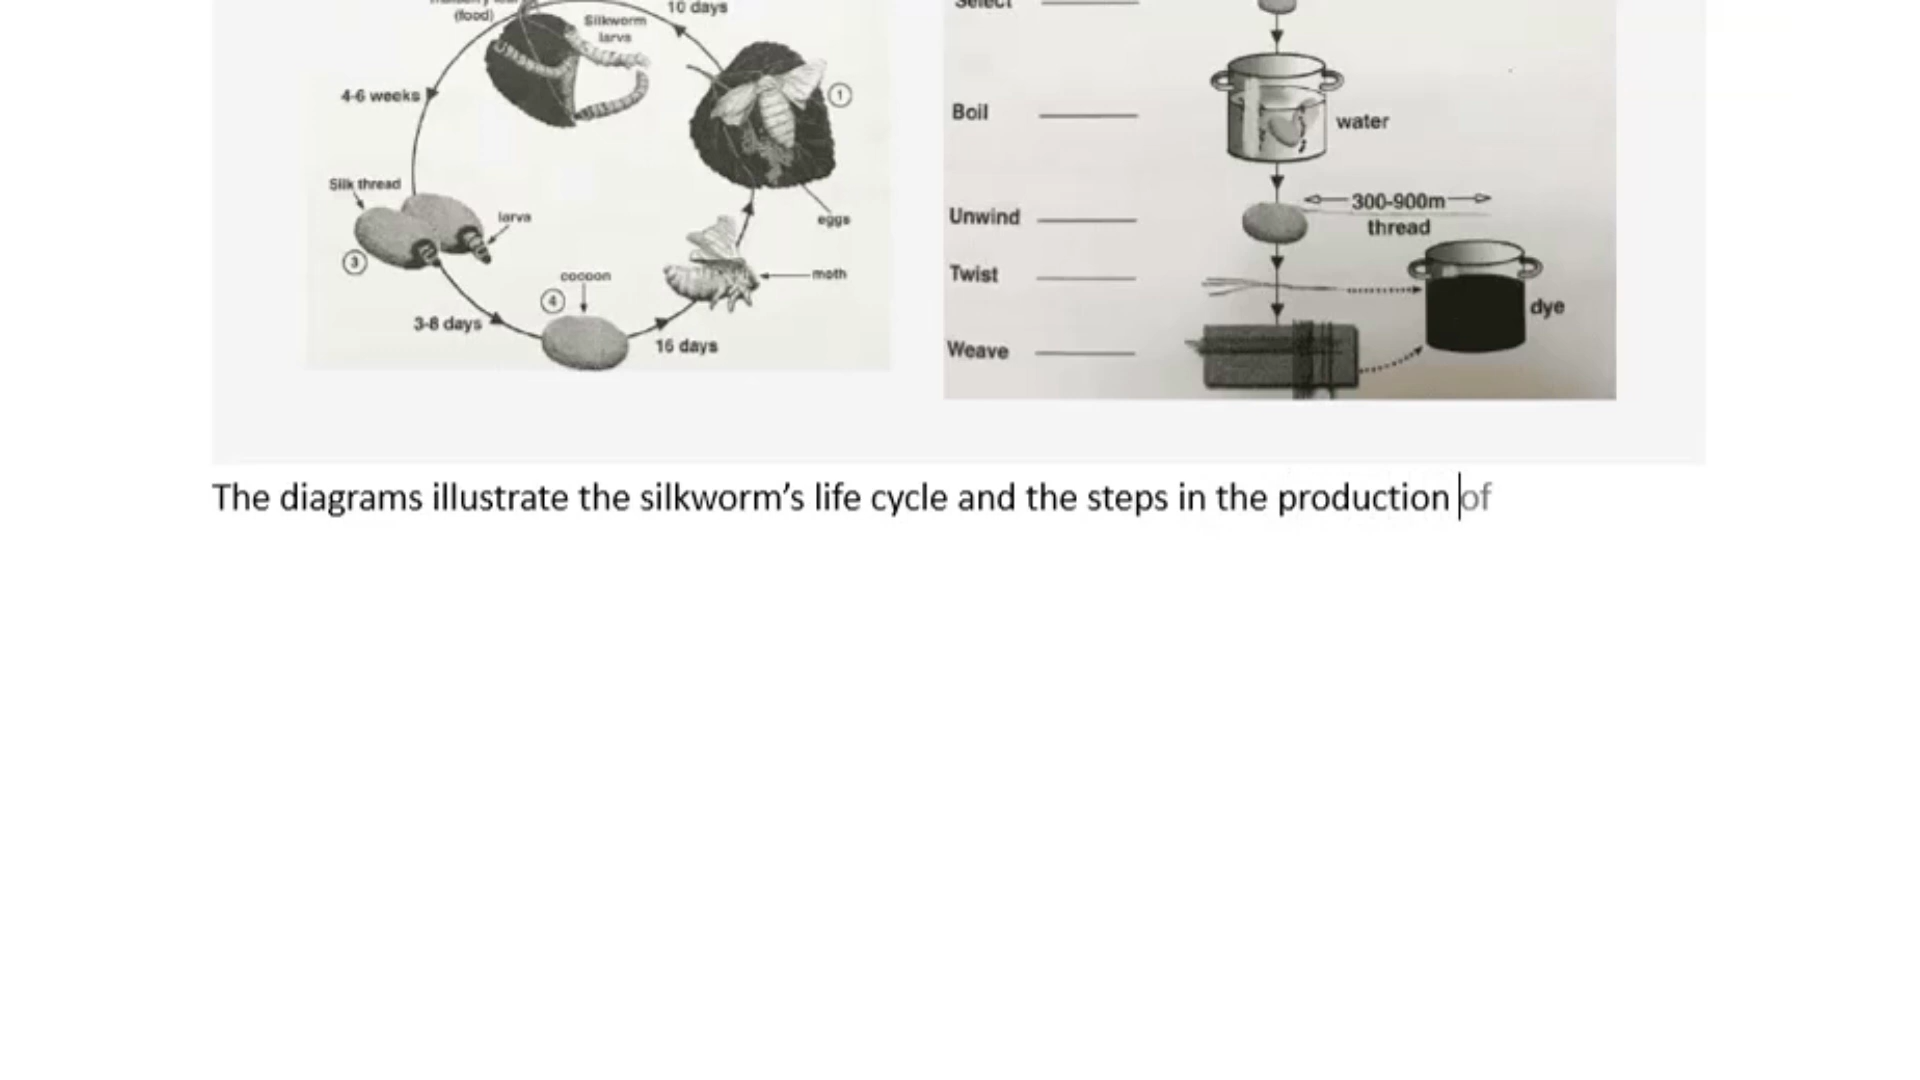 10 days
(food)
Silkworm
larva
4-6 weeks
1
Silk thread
larva
eggs
3
cocoon
4
moth
3-8 days
16 days
Select
Boil
water
Unwind
300-900m
thread
Twist
dye
Weave
The diagrams illustrate the silkworm's life cycle and the steps in the production of